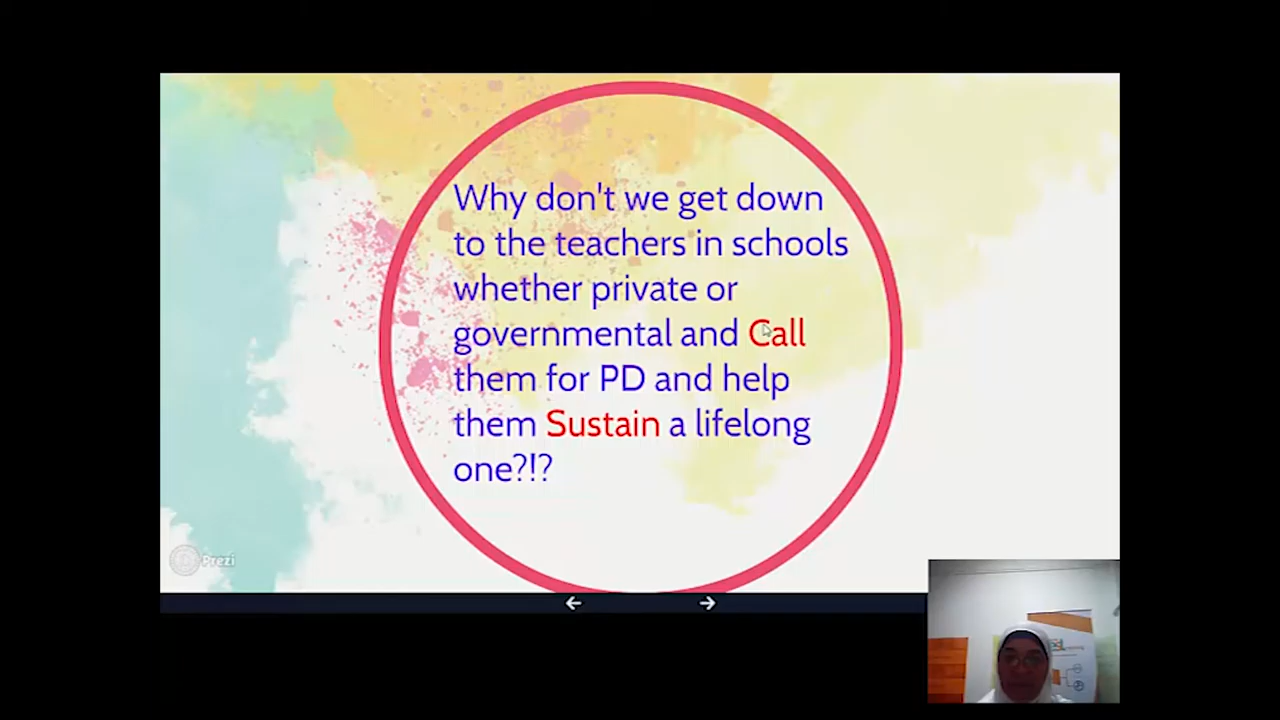 Why don't we get down
to the teachers in schools
whether private or
governmental and Call
them for PD and help
them Sustain a lifelong
one?!?
Prezi